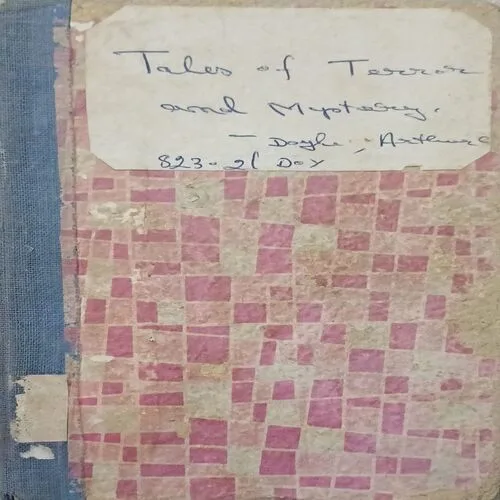 Tales of Terror
and Mystery.
- Doyle, Arthur C
823.21 DOY